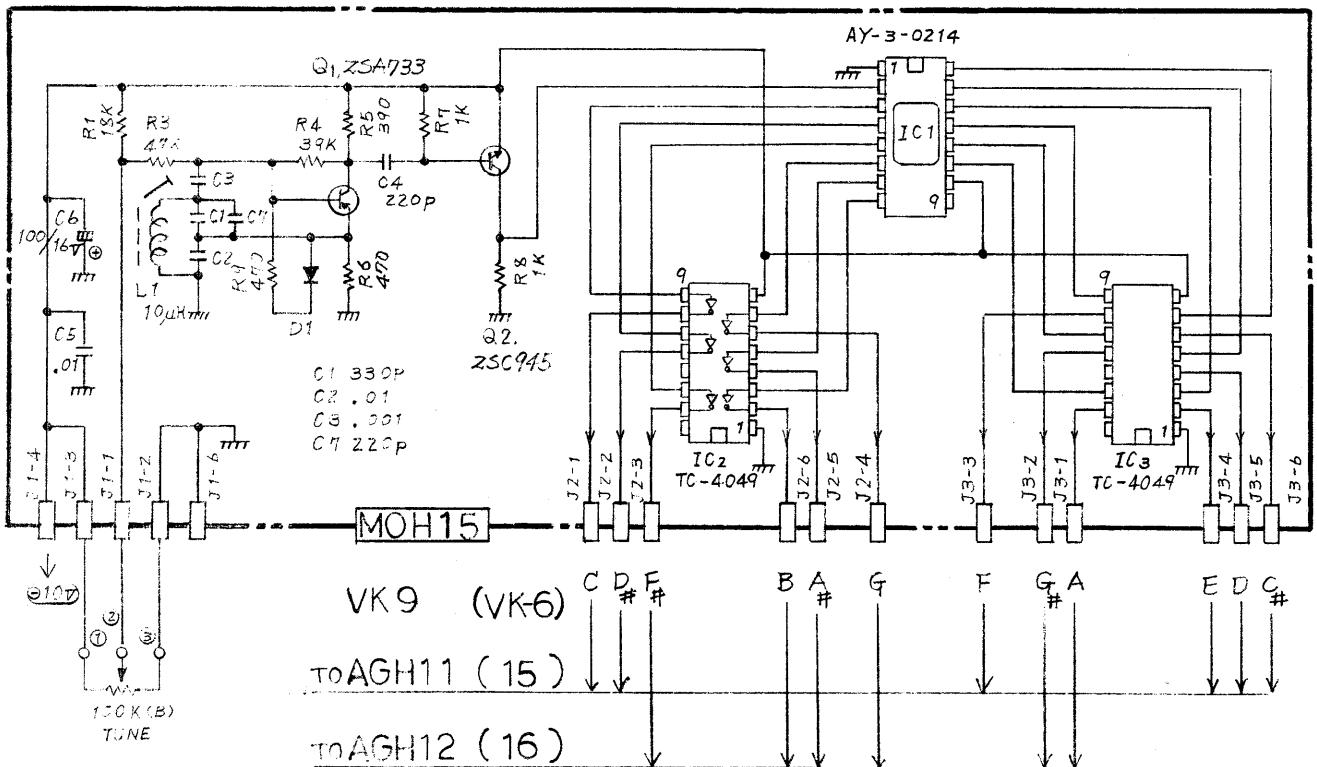 AY-3-0214
Q1, 2SA733
R1 18K
R3 47K
R4 39K
R5 390
R7 1K
C4 220P
1
IC1
9
C3
C1
C7
C2
C6 100/16V ⊕
L1 10μH
R9 470
D1
R6 470
R8 1K
Q2. 2SC945
C5 .01
C1 330P
C2 .01
C3 .001
C7 220P
9
1
IC2
TC-4049
9
1
IC3
TC-4049
J1-4
J1-3
J1-1
J1-2
J1-6
J2-1
J2-2
J2-3
J2-6
J2-5
J2-4
J3-3
J3-2
J3-1
J3-4
J3-5
J3-6
MOH15
⊖10V
① ② ③
TUNE
VK9 (VK-6)
C D# F# B A# G F G# A E D C#
TO AGH11 (15)
TO AGH12 (16)